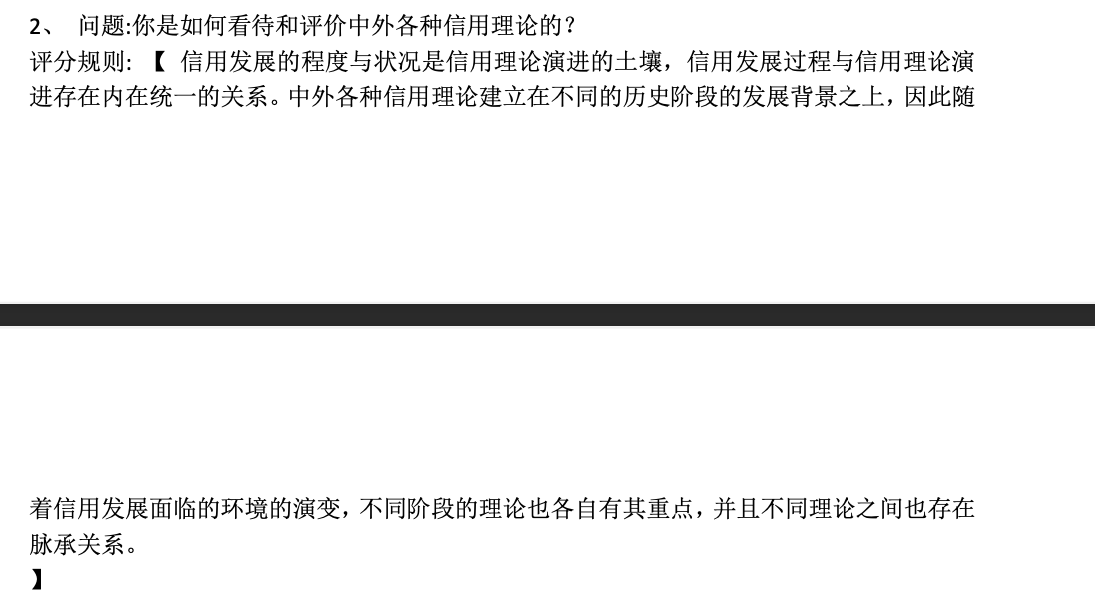 2、 问题:你是如何看待和评价中外各种信用理论的?
评分规则: 【 信用发展的程度与状况是信用理论演进的土壤，信用发展过程与信用理论演
进存在内在统一的关系。中外各种信用理论建立在不同的历史阶段的发展背景之上，因此随
着信用发展面临的环境的演变，不同阶段的理论也各自有其重点，并且不同理论之间也存在
脉承关系。
】